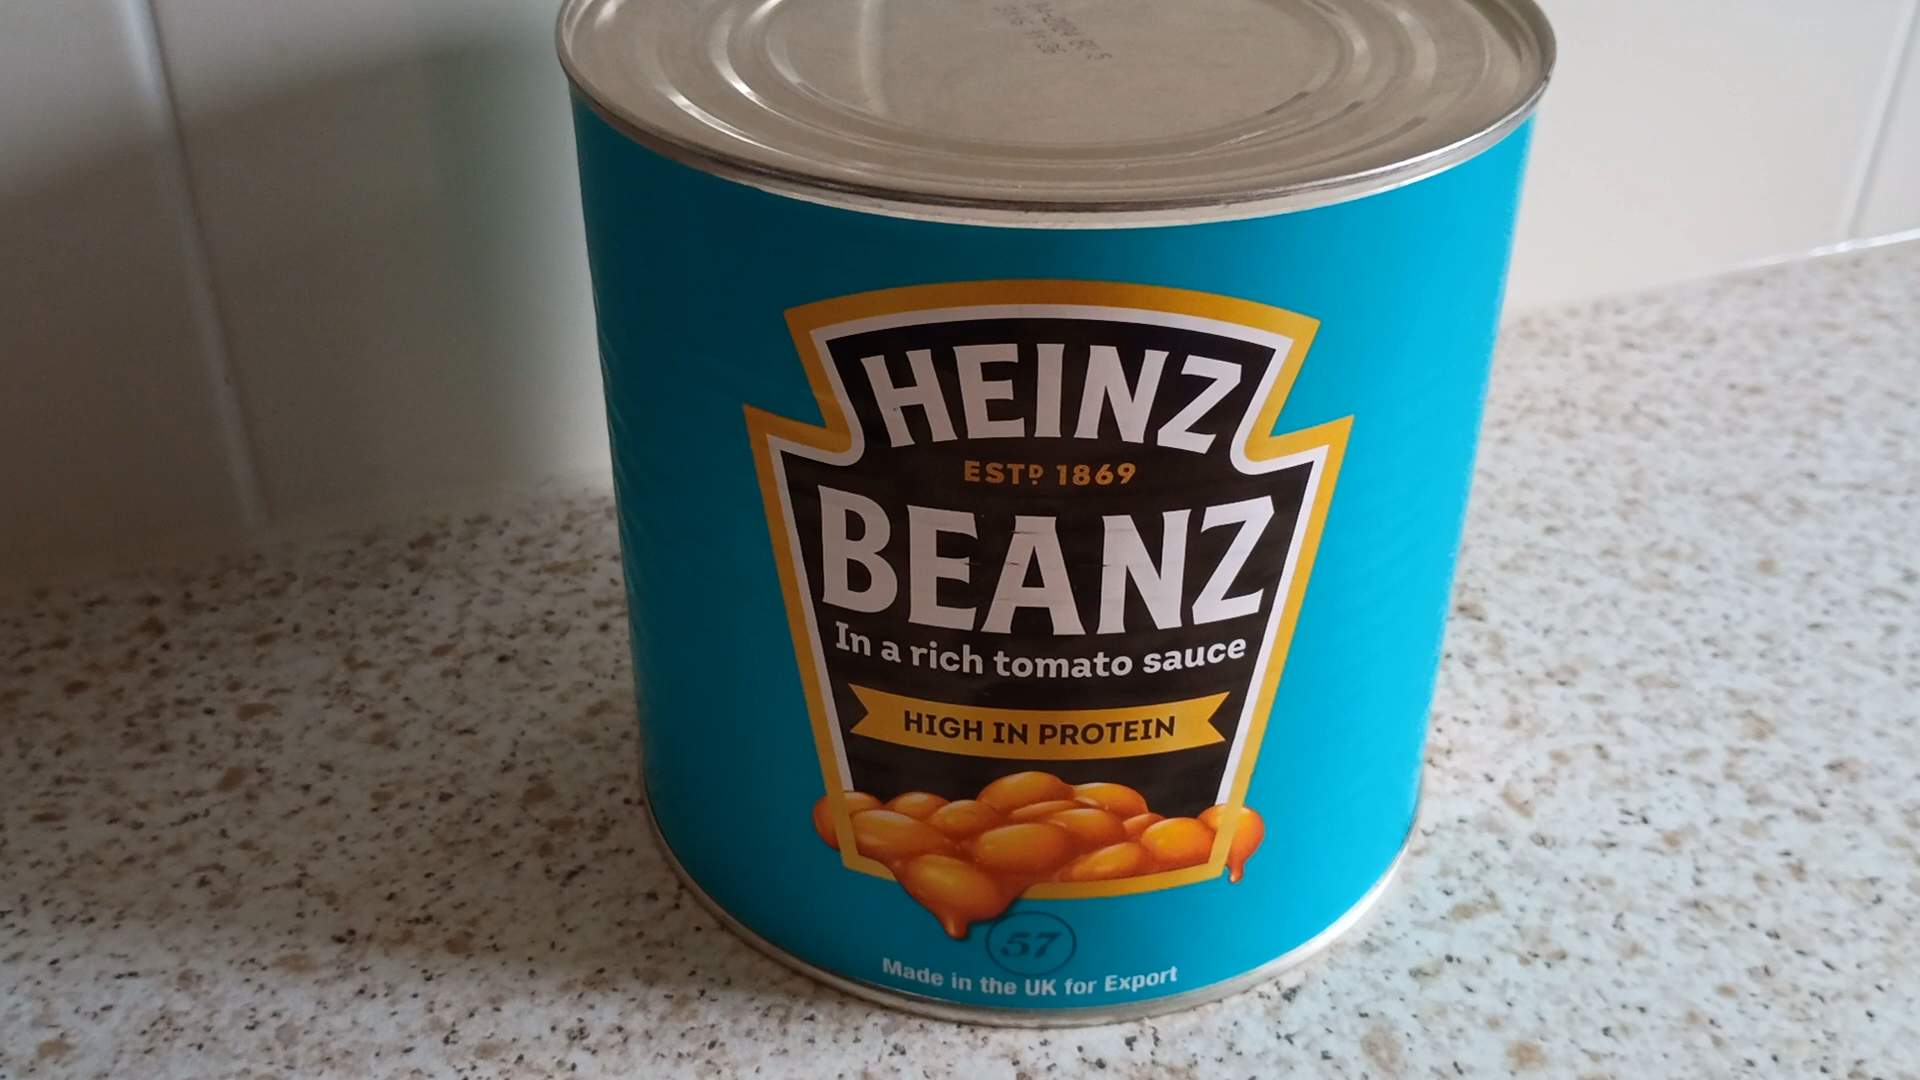 HEINZ
ESTD 1869
BEANZ
In a rich tomato sauce
HIGH IN PROTEIN
57
Made in the UK for Export